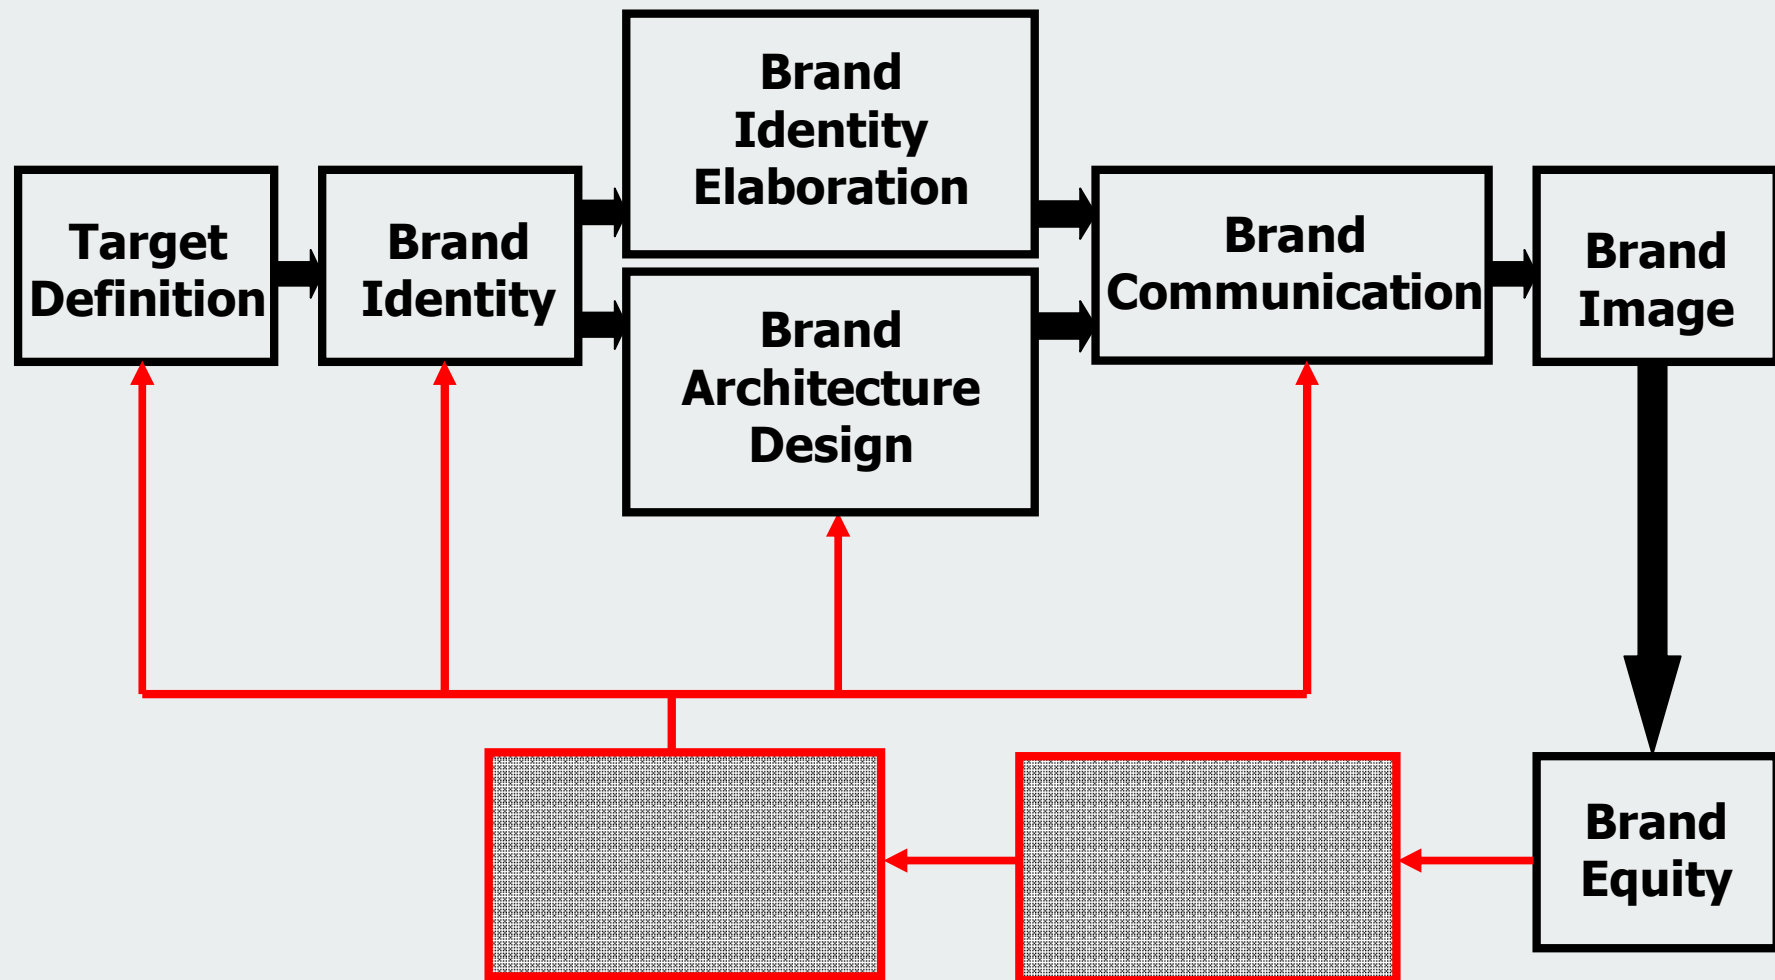 Target
Definition
Brand
Identity
Brand
Identity
Elaboration
Brand
Architecture
Design
Brand
Communication
Brand
Image
Brand
Equity